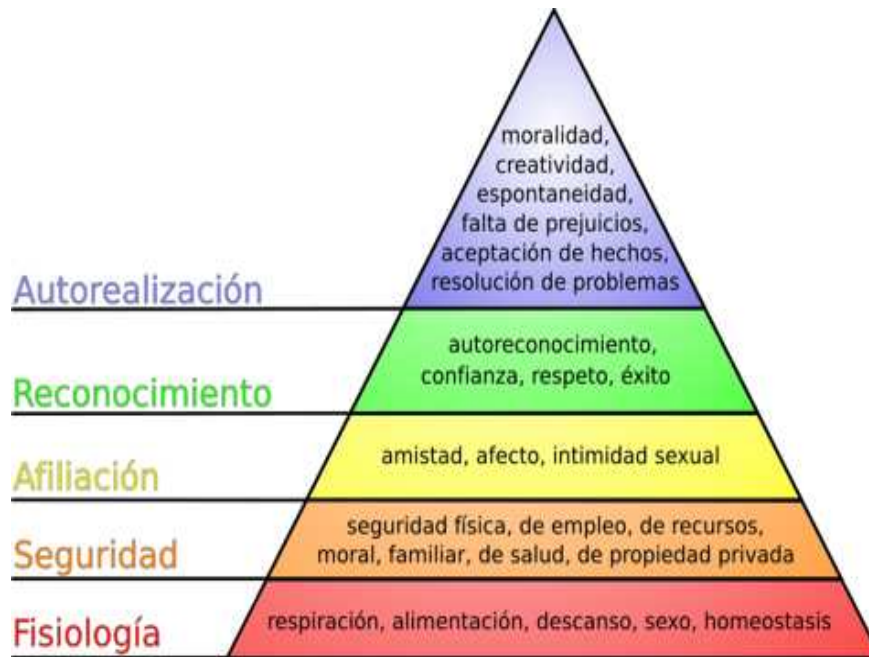 moralidad,
creatividad,
espontaneidad,
falta de prejuicios,
aceptación de hechos,
resolución de problemas
Autorealización
autoreconocimiento,
confianza, respeto, éxito
Reconocimiento
amistad, afecto, intimidad sexual
Afiliación
seguridad física, de empleo, de recursos,
moral, familiar, de salud, de propiedad privada
Seguridad
respiración, alimentación, descanso, sexo, homeostasis
Fisiología